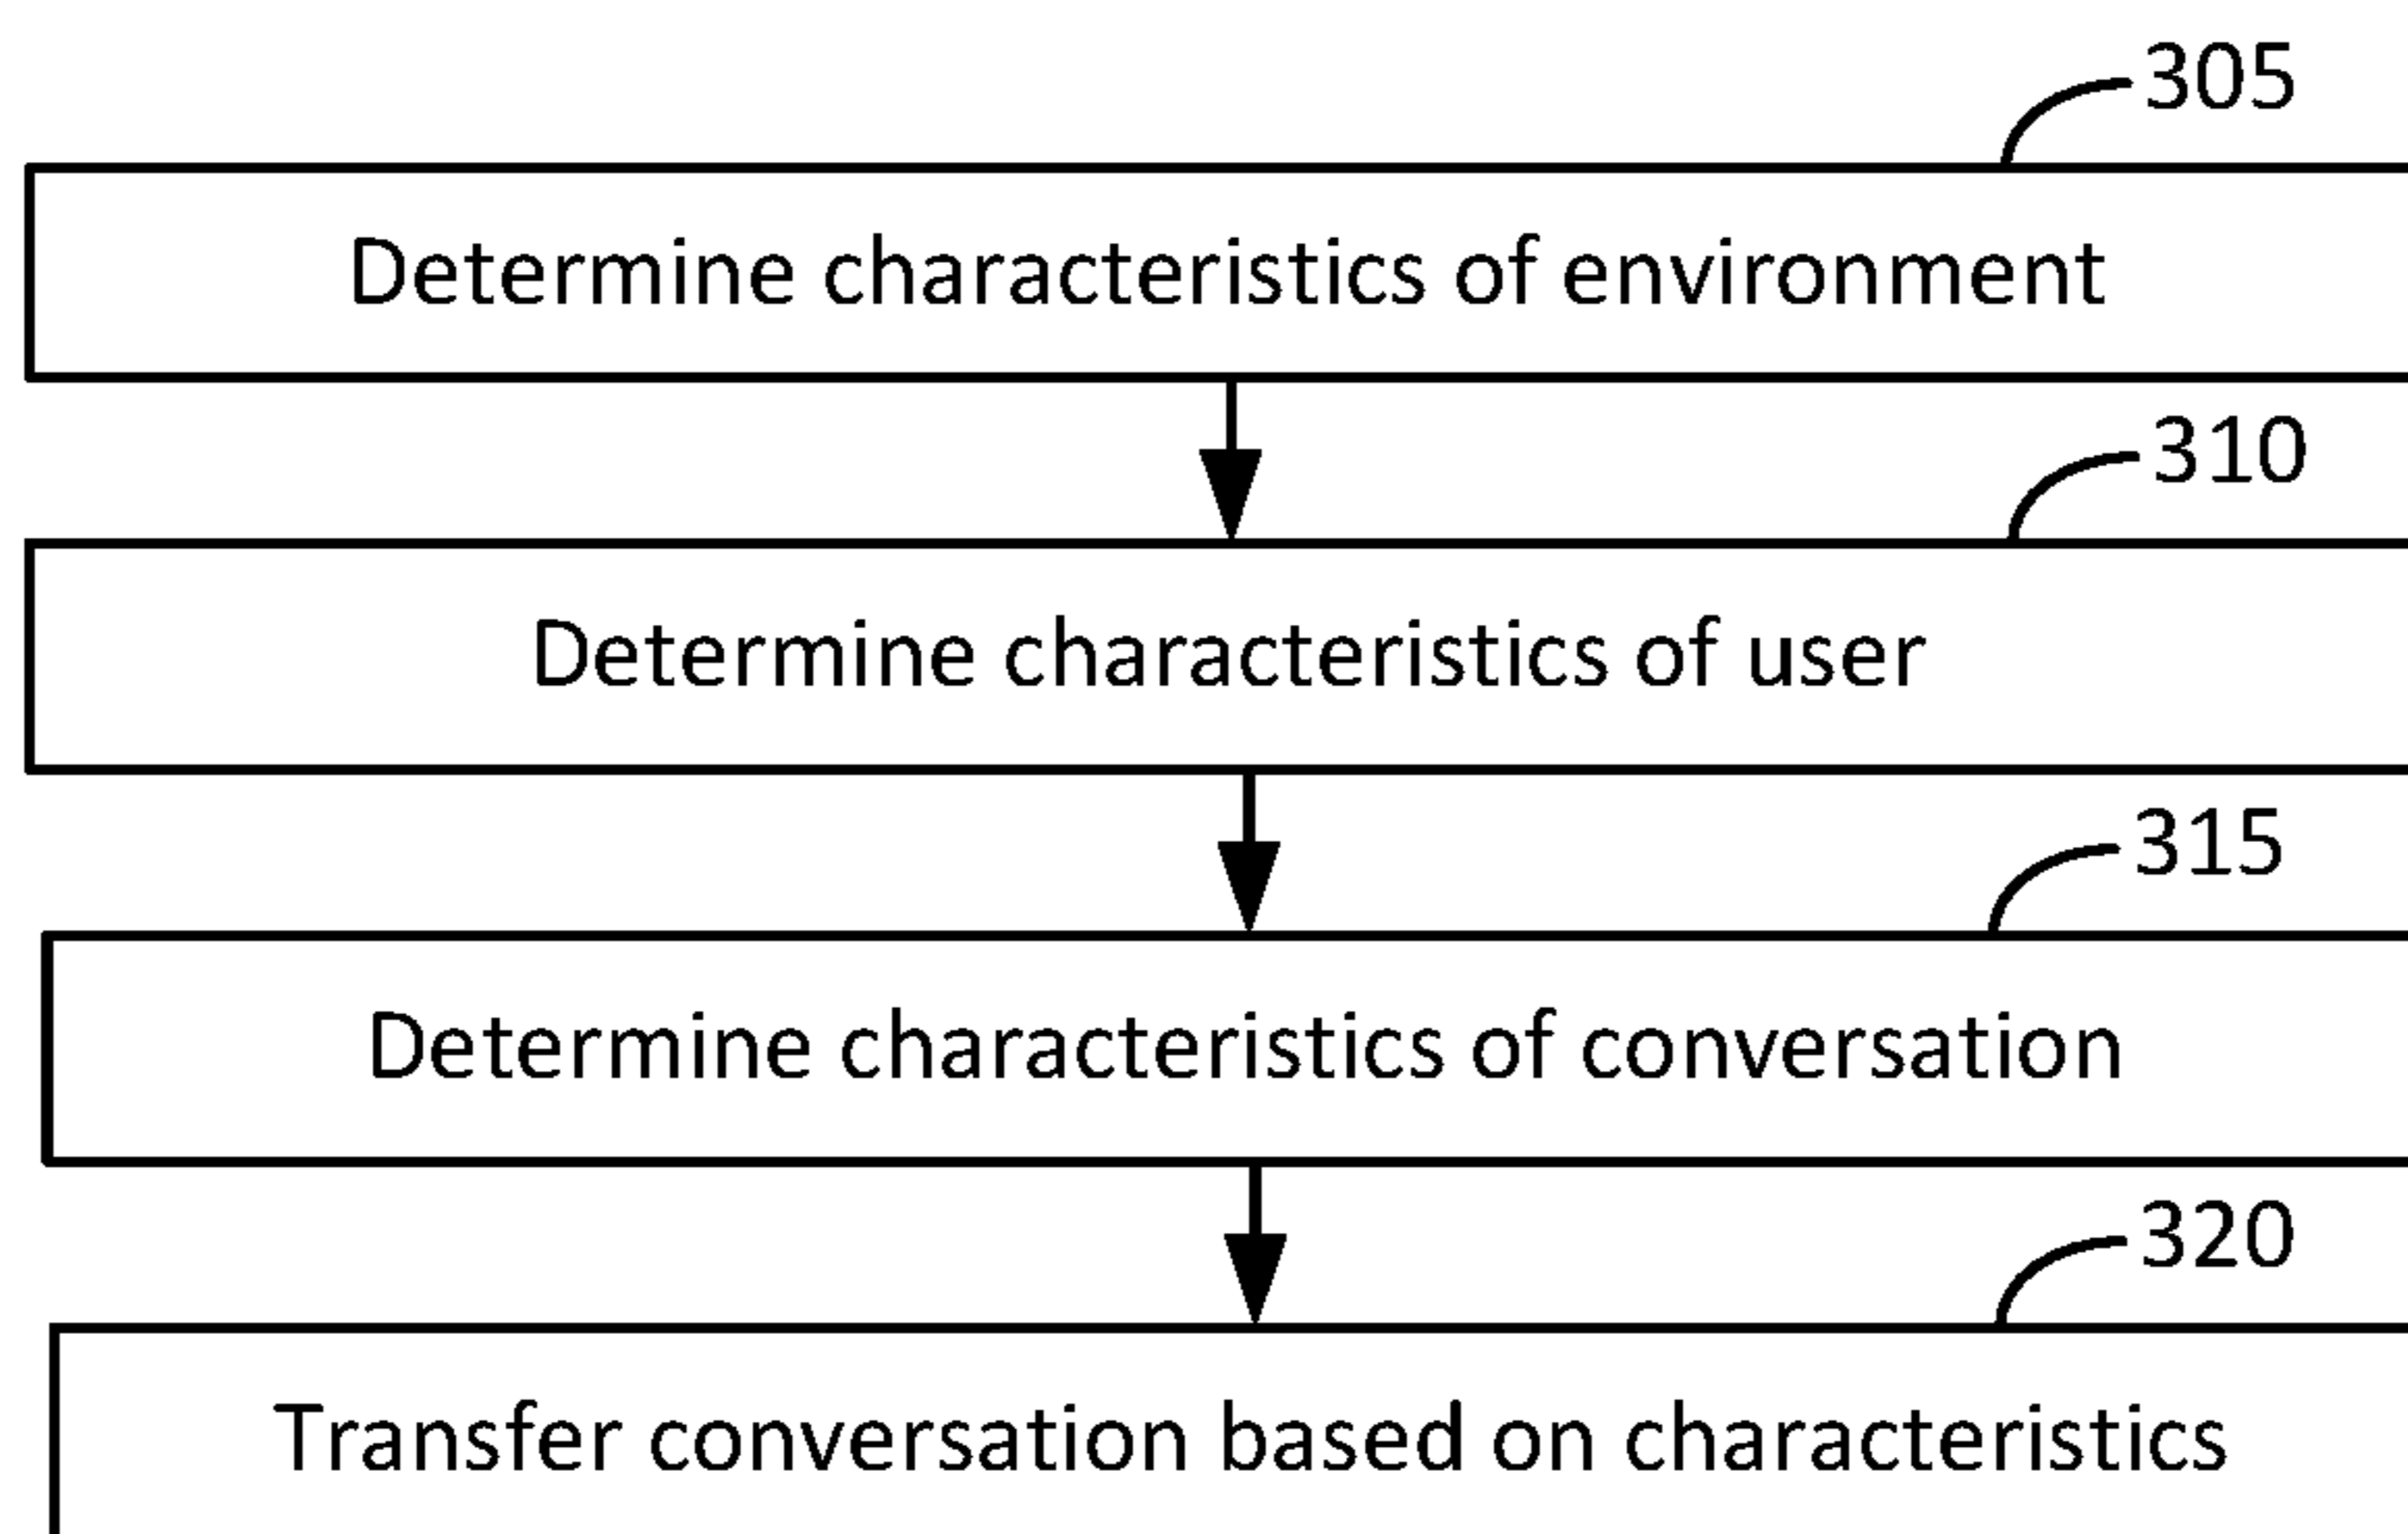 305
Determine characteristics of environment
310
Determine characteristics of user
315
Determine characteristics of conversation
320
Transfer conversation based on characteristics